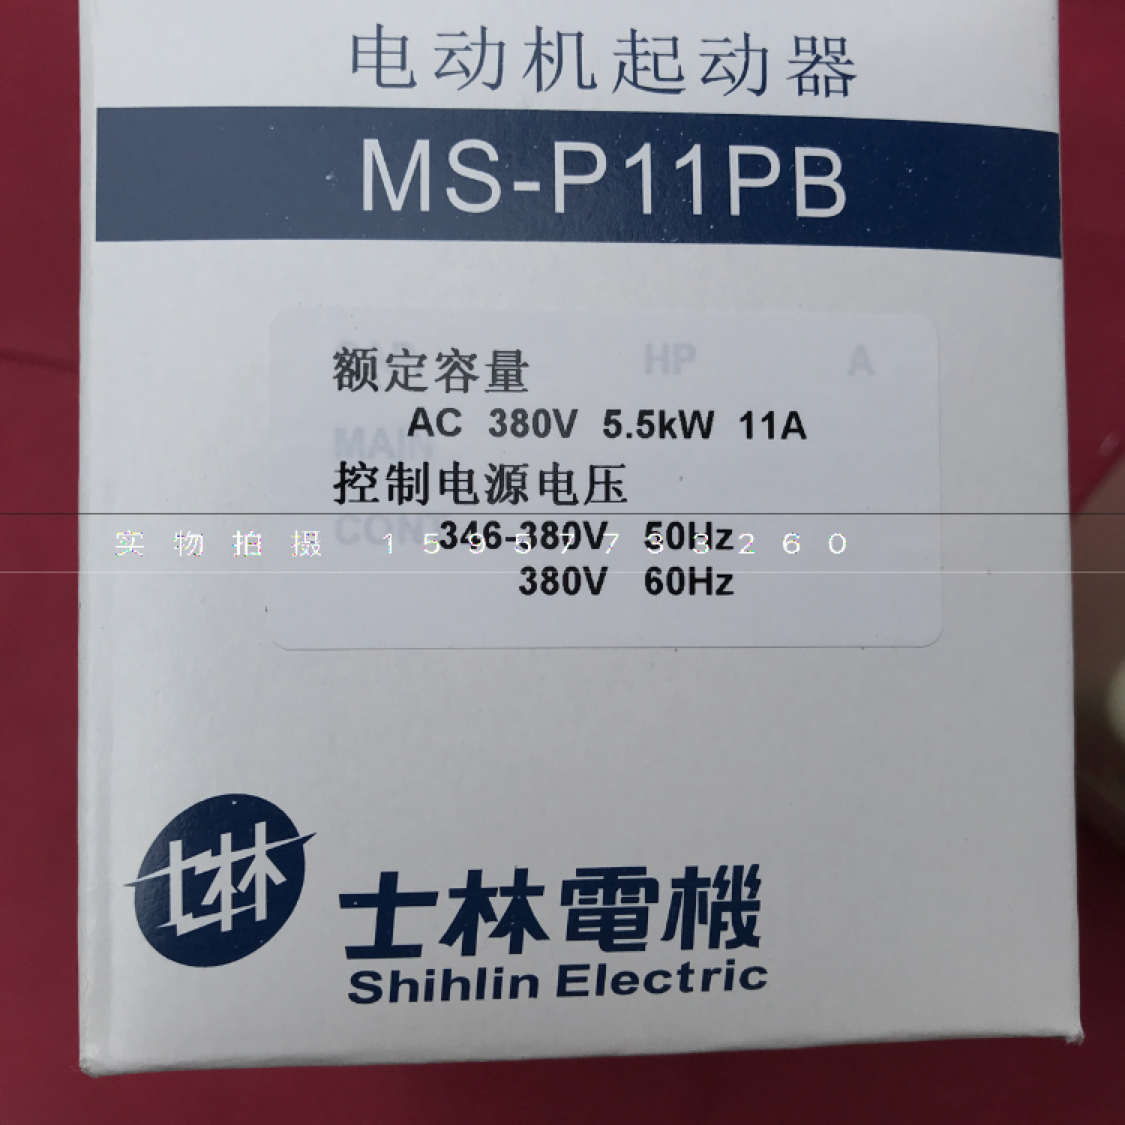 电动机起动器
MS-P11PB
HP A
额定容量
AC 380V 5.5kW 11A
MAIN
控制电源电压
CONT 346-380V 50Hz
实物拍摄 15957733260
380V 60Hz
士林
士林電機
Shihlin Electric